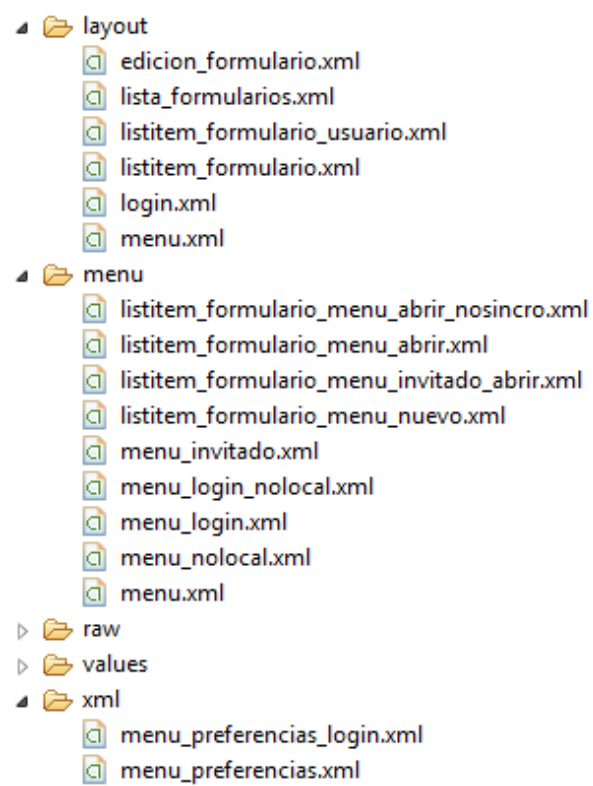 layout
edicion_formulario.xml
lista_formularios.xml
listitem_formulario_usuario.xml
listitem_formulario.xml
login.xml
menu.xml
menu
listitem_formulario_menu_abrir_nosincro.xml
listitem_formulario_menu_abrir.xml
listitem_formulario_menu_invitado_abrir.xml
listitem_formulario_menu_nuevo.xml
menu_invitado.xml
menu_login_nolocal.xml
menu_login.xml
menu_nolocal.xml
menu.xml
raw
values
xml
menu_preferencias_login.xml
menu_preferencias.xml